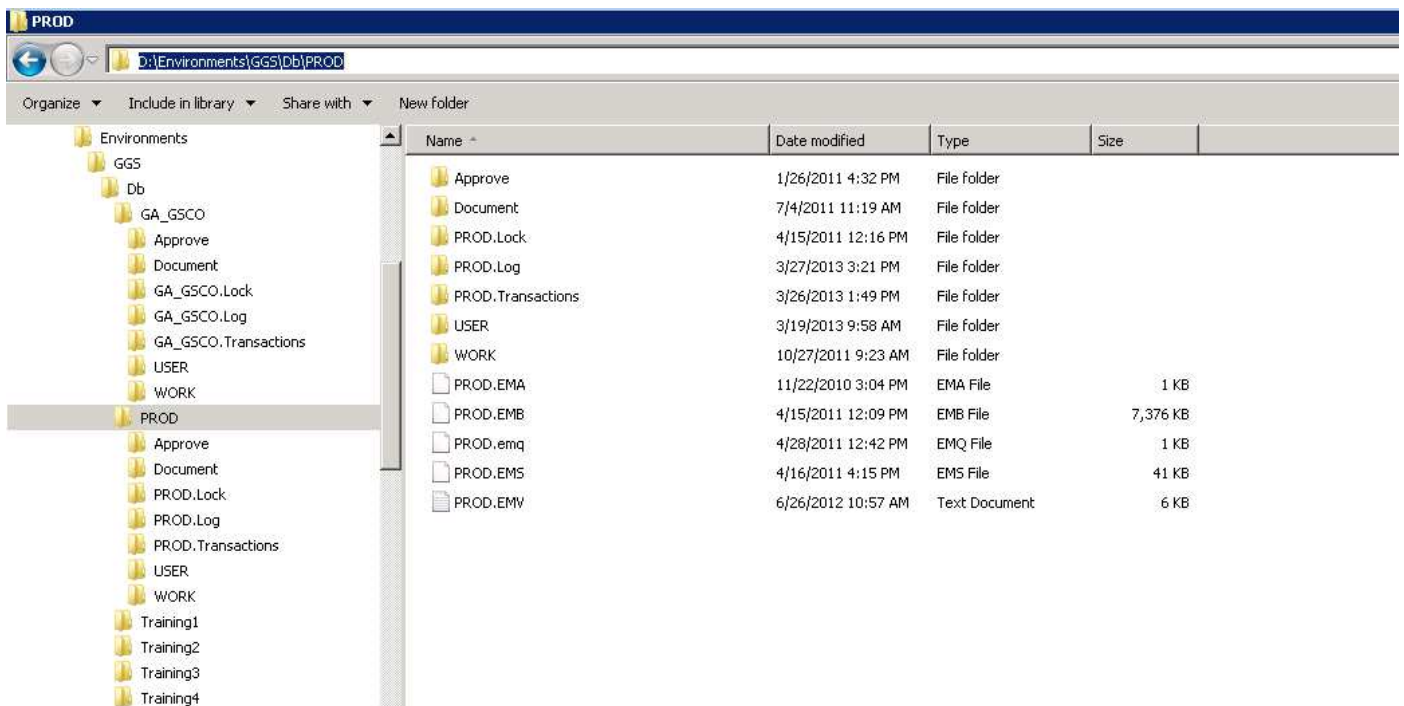 PROD
D:\Environments\GGS\Db\PROD
Organize Include in library Share with New folder
Environments
GGS
Db
GA_GSCO
Approve
Document
GA_GSCO.Lock
GA_GSCO.Log
GA_GSCO.Transactions
USER
WORK
PROD
Approve
Document
PROD.Lock
PROD.Log
PROD.Transactions
USER
WORK
Training1
Training2
Training3
Training4
Name Date modified Type Size
Approve 1/26/2011 4:32 PM File folder
Document 7/4/2011 11:19 AM File folder
PROD.Lock 4/15/2011 12:16 PM File folder
PROD.Log 3/27/2013 3:21 PM File folder
PROD.Transactions 3/26/2013 1:49 PM File folder
USER 3/19/2013 9:58 AM File folder
WORK 10/27/2011 9:23 AM File folder
PROD.EMA 11/22/2010 3:04 PM EMA File 1 KB
PROD.EMB 4/15/2011 12:09 PM EMB File 7,376 KB
PROD.emq 4/28/2011 12:42 PM EMQ File 1 KB
PROD.EMS 4/16/2011 4:15 PM EMS File 41 KB
PROD.EMV 6/26/2012 10:57 AM Text Document 6 KB